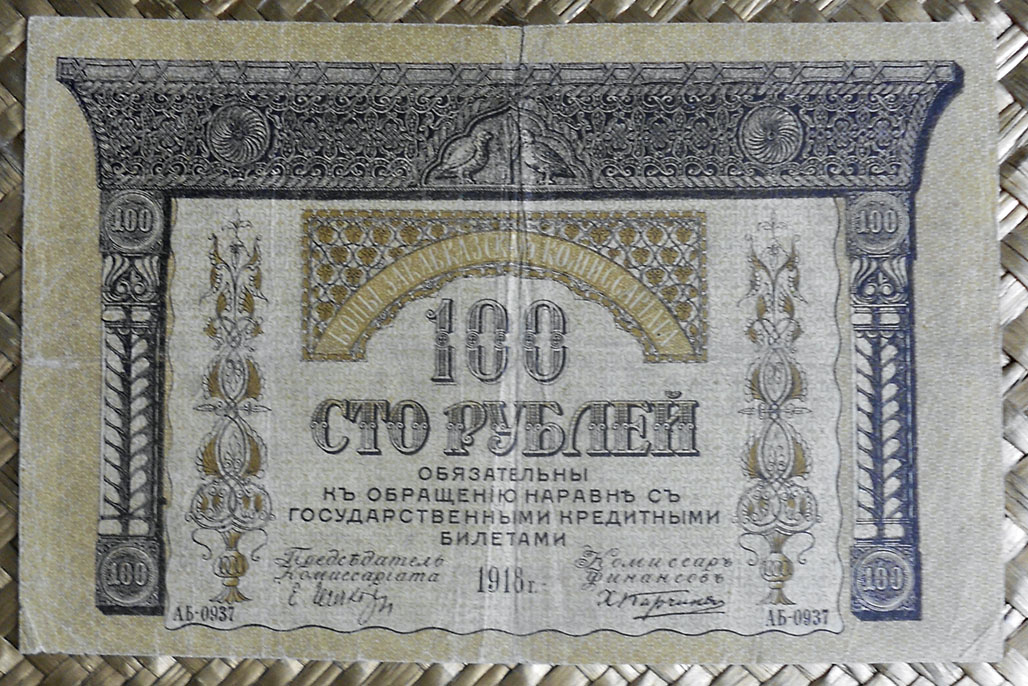 100
100
БОНЫ ЗАКАВКАЗСКАГО КОМИССАРІАТА
100
СТО РУБЛЕЙ
ОБЯЗАТЕЛЬНЫ
КЪ ОБРАЩЕНІЮ НАРАВНѢ СЪ
ГОСУДАРСТВЕННЫМИ КРЕДИТНЫМИ
БИЛЕТАМИ
Предсѣдатель
Комиссаріата
1918 г.
Комиссаръ
Финансовъ
100
100
АБ-0937
АБ-0937